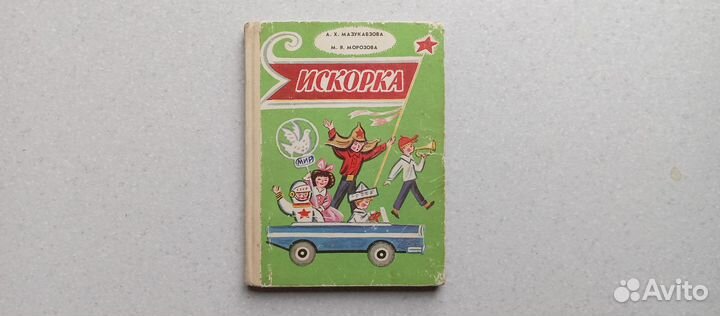 А. Х. МАЗУКАБЗОВА
М. Я. МОРОЗОВА
ИСКОРКА
МИР
Avito